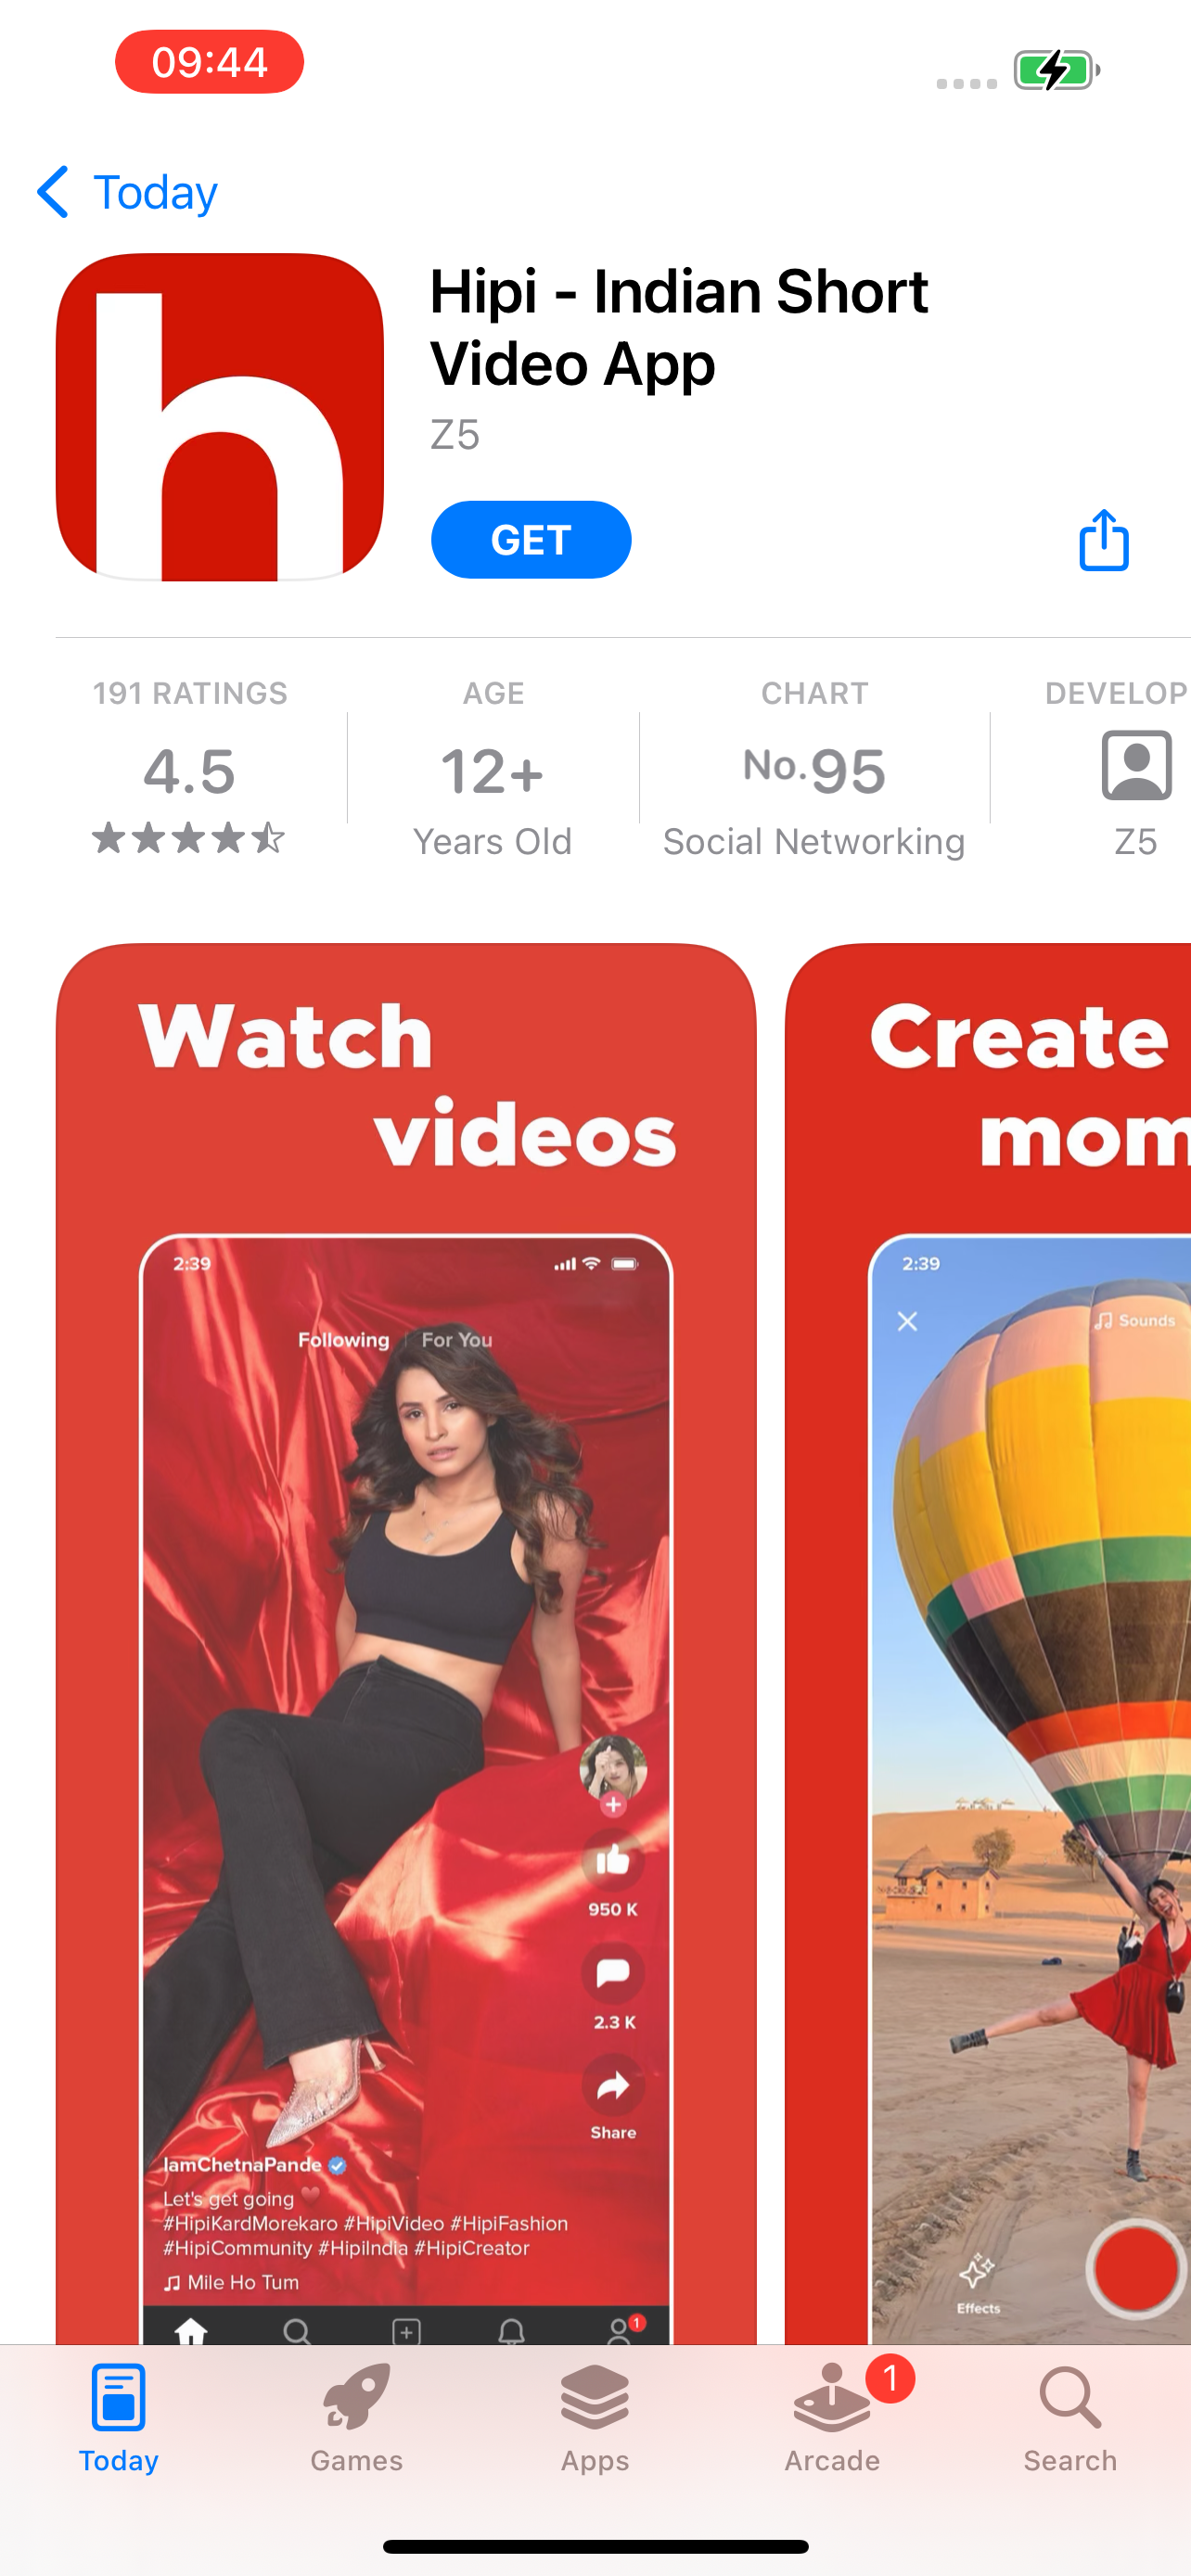 09:44
Today
h
Hipi - Indian Short
Video App
Z5
GET
191 RATINGS
4.5
AGE
12+
Years Old
CHART
No.95
Social Networking
DEVELOP
Z5
Watch
videos
2:39
Following
For You
950 K
2.3 K
Share
IamChetnaPande
Let's get going
#HipiKardMorekaro #HipiVideo #HipiFashion
#HipiCommunity #HipiIndia #HipiCreator
Mile Ho Tum
1
Create
mom
2:39
Sounds
Effects
Today
Games
Apps
1
Arcade
Search